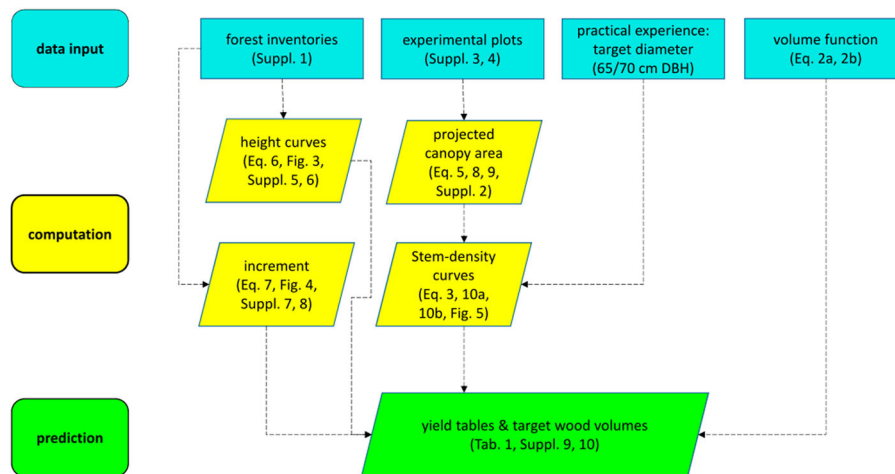 data input
forest inventories
(Suppl. 1)
experimental plots
(Suppl. 3, 4)
practical experience:
target diameter
(65/70 cm DBH)
volume function
(Eq. 2a, 2b)
height curves
(Eq. 6, Fig. 3,
Suppl. 5, 6)
projected
canopy area
(Eq. 5, 8, 9,
Suppl. 2)
computation
increment
(Eq. 7, Fig. 4,
Suppl. 7, 8)
Stem-density
curves
(Eq. 3, 10a,
10b, Fig. 5)
prediction
yield tables & target wood volumes
(Tab. 1, Suppl. 9, 10)